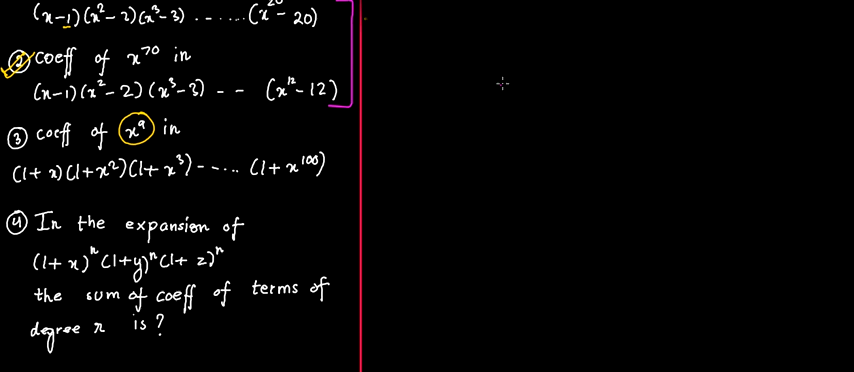 (x-1)(x²-2)(x³-3) ........ (x²⁰-20)
② coeff of x⁷⁰ in
(x-1)(x²-2)(x³-3) -- (x¹²-12)
③ coeff of x⁹ in
(1+x)(1+x²)(1+x³)--.... (1+x¹⁰⁰)
④ In the expansion of
(1+x)ⁿ(1+y)ⁿ(1+z)ⁿ
the sum of coeff of terms of
degree r is?